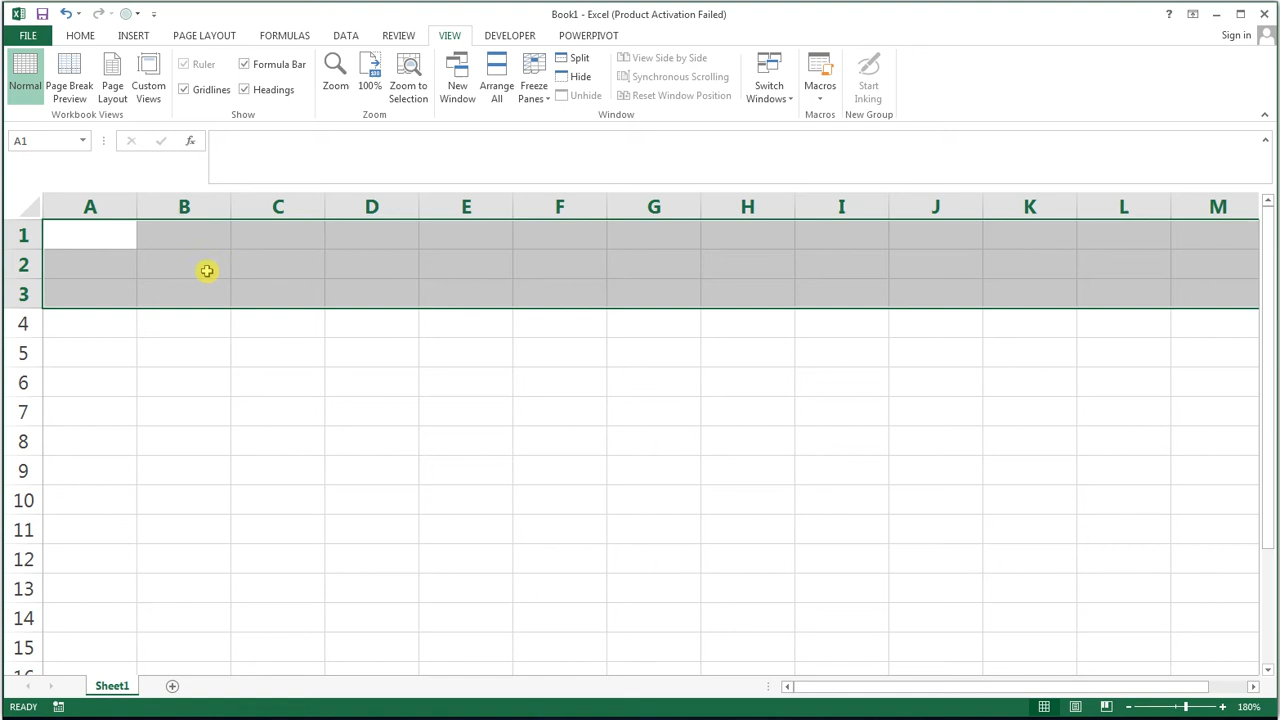 Book1 - Excel (Product Activation Failed)
?
FILE HOME INSERT PAGE LAYOUT FORMULAS DATA REVIEW VIEW DEVELOPER POWERPIVOT Sign in
Normal
Page Break Preview
Page Layout
Custom Views
Workbook Views
Ruler
Formula Bar
Gridlines
Headings
Show
Zoom
100%
Zoom to Selection
Zoom
New Window
Arrange All
Freeze Panes
Split
Hide
Unhide
View Side by Side
Synchronous Scrolling
Reset Window Position
Window
Switch Windows
Macros
Macros
Start Inking
New Group
A1
fx
A B C D E F G H I J K L M
1
2
3
4
5
6
7
8
9
10
11
12
13
14
15
16
Sheet1
READY
180%